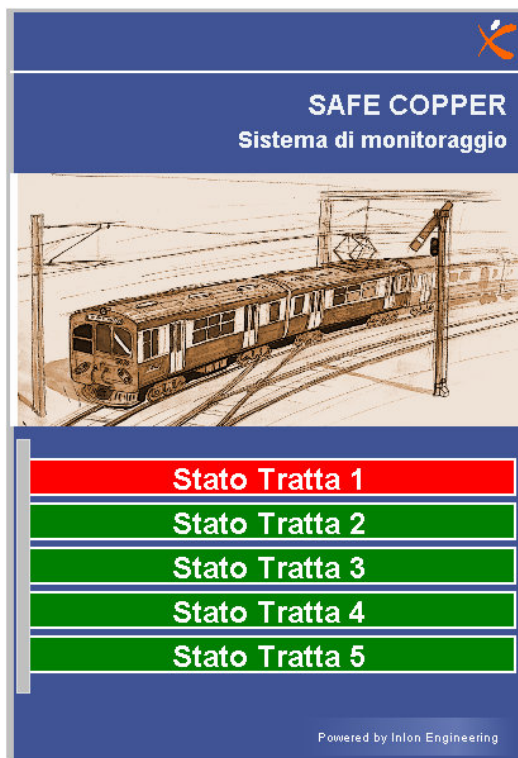 SAFE COPPER
Sistema di monitoraggio
Stato Tratta 1
Stato Tratta 2
Stato Tratta 3
Stato Tratta 4
Stato Tratta 5
Powered by Inlon Engineering